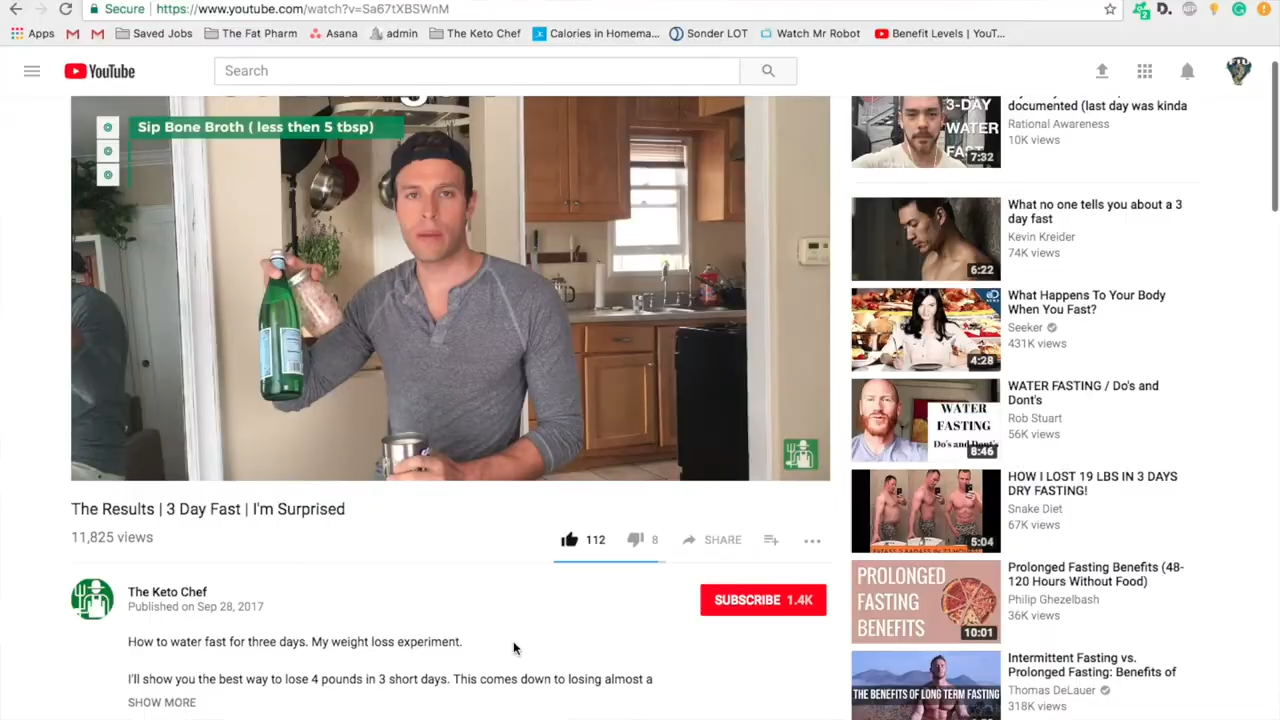 Secure https://www.youtube.com/watch?v=Sa67tXBSWnM
Apps Saved Jobs The Fat Pharm Asana admin The Keto Chef Calories in Homema... Sonder LOT Watch Mr Robot Benefit Levels | YouT...
YouTube
Search
Sip Bone Broth ( less then 5 tbsp)
The Results | 3 Day Fast | I'm Surprised
11,825 views
112 8 SHARE
The Keto Chef
Published on Sep 28, 2017
SUBSCRIBE 1.4K
How to water fast for three days. My weight loss experiment.
I'll show you the best way to lose 4 pounds in 3 short days. This comes down to losing almost a
SHOW MORE
3-DAY
WATER
7:32
documented (last day was kinda
Rational Awareness
10K views
6:22
What no one tells you about a 3
day fast
Kevin Kreider
74K views
4:28
What Happens To Your Body
When You Fast?
Seeker
431K views
WATER
FASTING
Do's and Dont's
8:46
WATER FASTING / Do's and
Dont's
Rob Stuart
56K views
5:04
HOW I LOST 19 LBS IN 3 DAYS
DRY FASTING!
Snake Diet
67K views
PROLONGED
FASTING
BENEFITS
10:01
Prolonged Fasting Benefits (48-
120 Hours Without Food)
Philip Ghezelbash
36K views
THE BENEFITS OF LONG TERM FASTING
Intermittent Fasting vs.
Prolonged Fasting: Benefits of
Thomas DeLauer
318K views